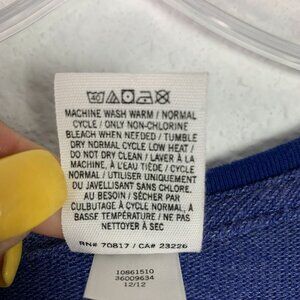 MACHINE WASH WARM / NORMAL
CYCLE / ONLY NON-CHLORINE
BLEACH WHEN NEEDED / TUMBLE
DRY NORMAL CYCLE LOW HEAT /
DO NOT DRY CLEAN / LAVER À LA
MACHINE, À L'EAU TIÈDE / CYCLE
NORMAL / UTILISER UNIQUEMENT
DU JAVELLISANT SANS CHLORE,
AU BESOIN / SÉCHER PAR
CULBUTAGE À CYCLE NORMAL, À
BASSE TEMPÉRATURE / NE PAS
NETTOYER À SEC
RN# 70817 / CA# 23226
10861510
36009634
12/12